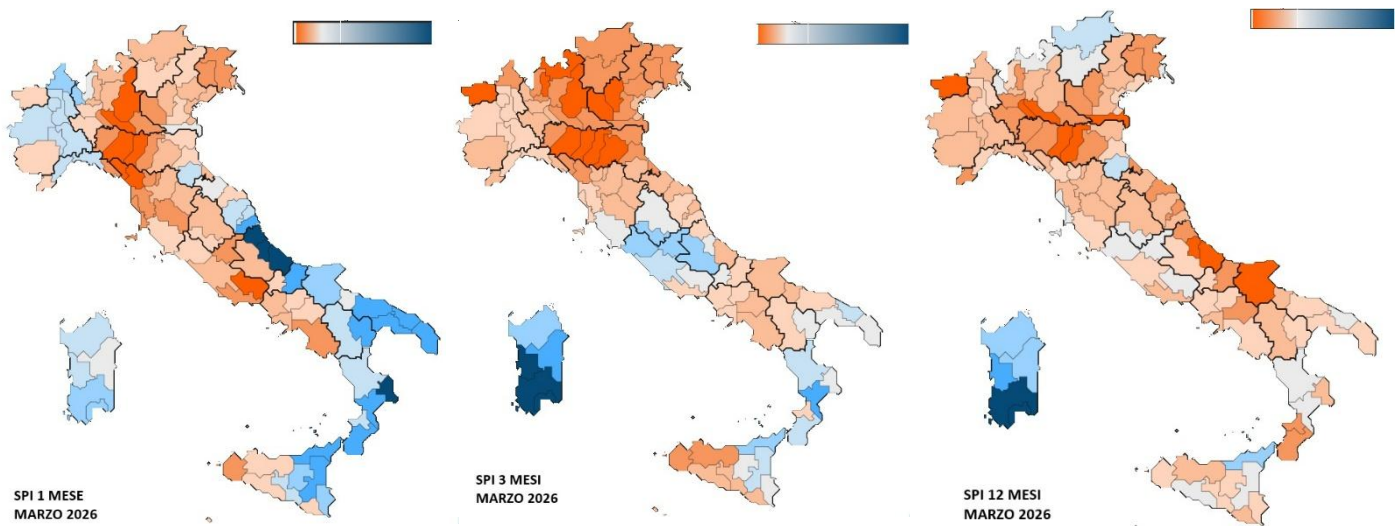 SPI 1 MESE
MARZO 2026
SPI 3 MESI
MARZO 2026
SPI 12 MESI
MARZO 2026